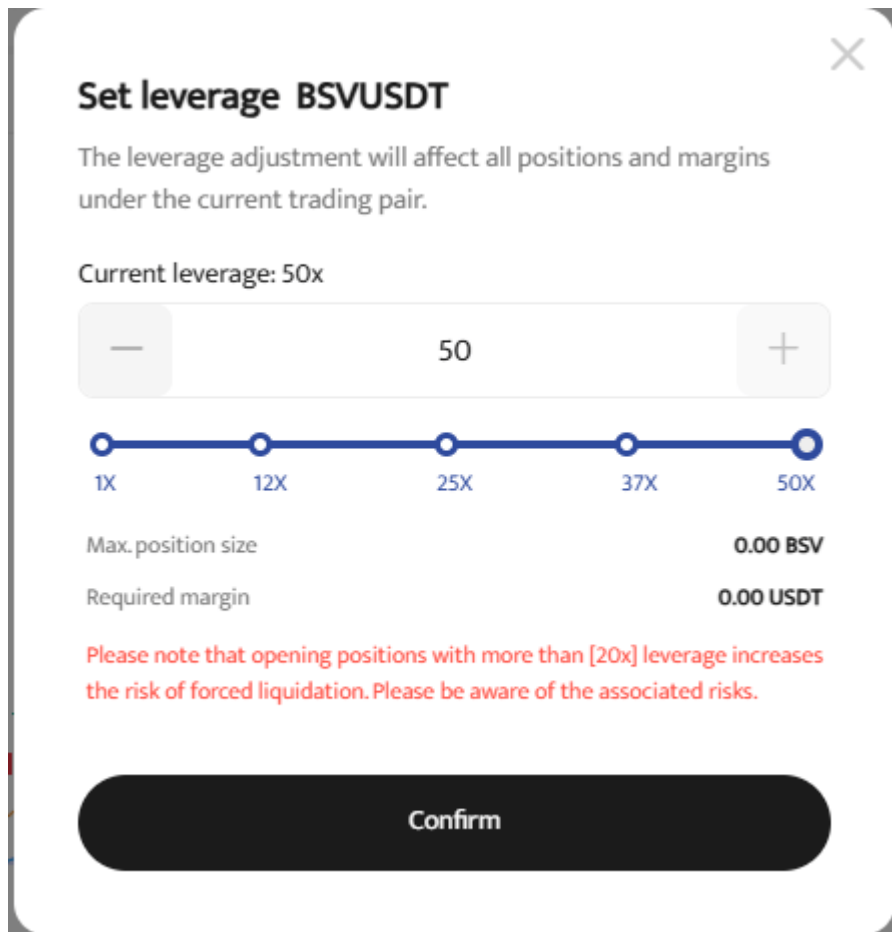 Set leverage BSVUSDT
The leverage adjustment will affect all positions and margins
under the current trading pair.
Current leverage: 50x
50
1X 12X 25X 37X 50X
Max. position size 0.00 BSV
Required margin 0.00 USDT
Please note that opening positions with more than [20x] leverage increases
the risk of forced liquidation. Please be aware of the associated risks.
Confirm